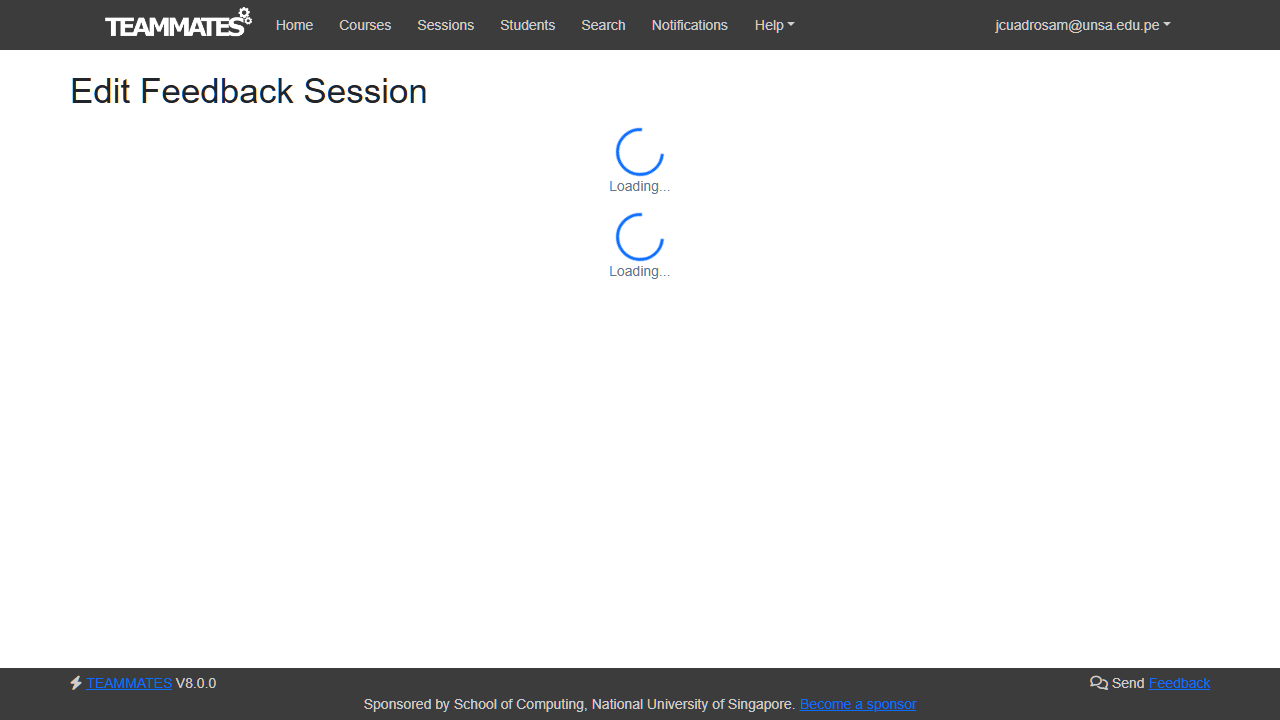 TEAMMATES Home Courses Sessions Students Search Notifications Help jcuadrosam@unsa.edu.pe
Edit Feedback Session
Loading...
Loading...
TEAMMATES V8.0.0 Send Feedback
Sponsored by School of Computing, National University of Singapore. Become a sponsor